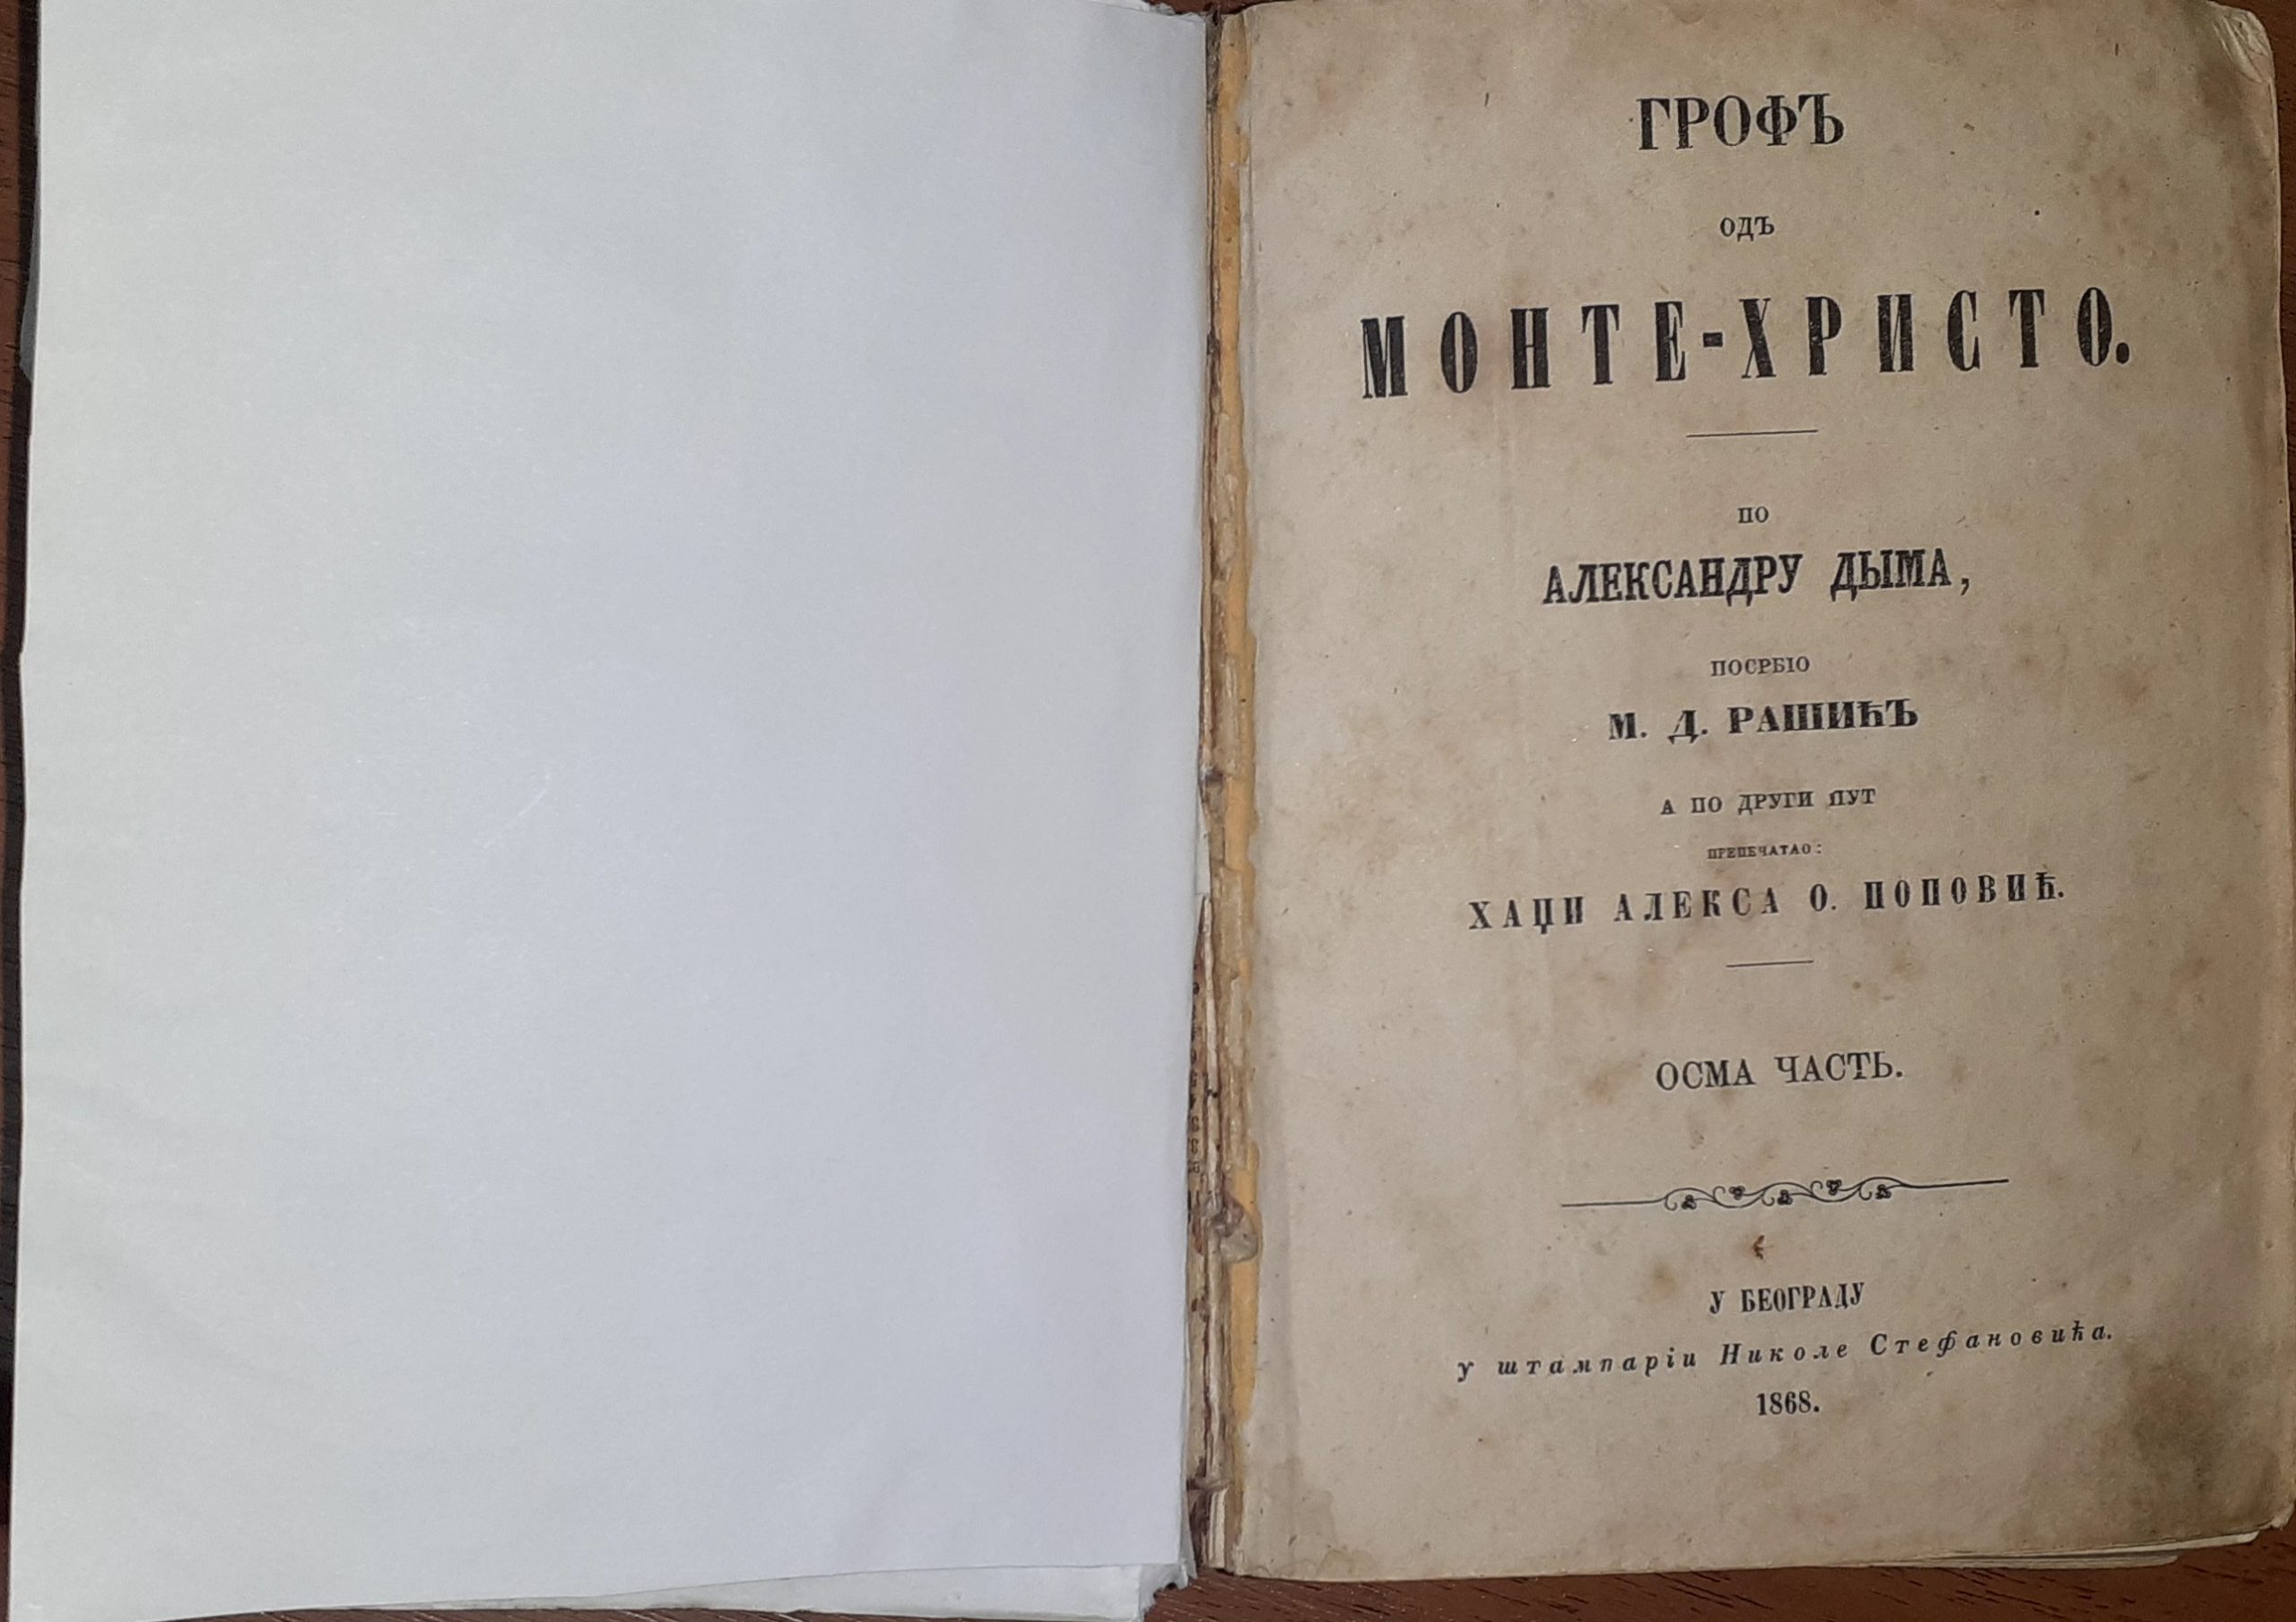 ГРОФЪ
ОДЪ
МОНТЕ-ХРИСТО.
ПО
АЛЕКСАНДРУ ДЫМА,
ПОСРБІО
М. Д. РАШИЋЪ
А ПО ДРУГИ ПУТ
ПРЕПЕЧАТАО:
ХАЏИ АЛЕКСА О. ПОПОВИЋ.
ОСМА ЧАСТЬ.
У БЕОГРАДУ
у штампаріи Николе Стефановића.
1868.